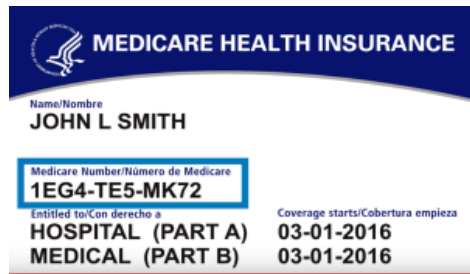 MEDICARE HEALTH INSURANCE
Name/Nombre
JOHN L SMITH
Medicare Number/Número de Medicare
1EG4-TE5-MK72
Entitled to/Con derecho a Coverage starts/Cobertura empieza
HOSPITAL (PART A) 03-01-2016
MEDICAL (PART B) 03-01-2016